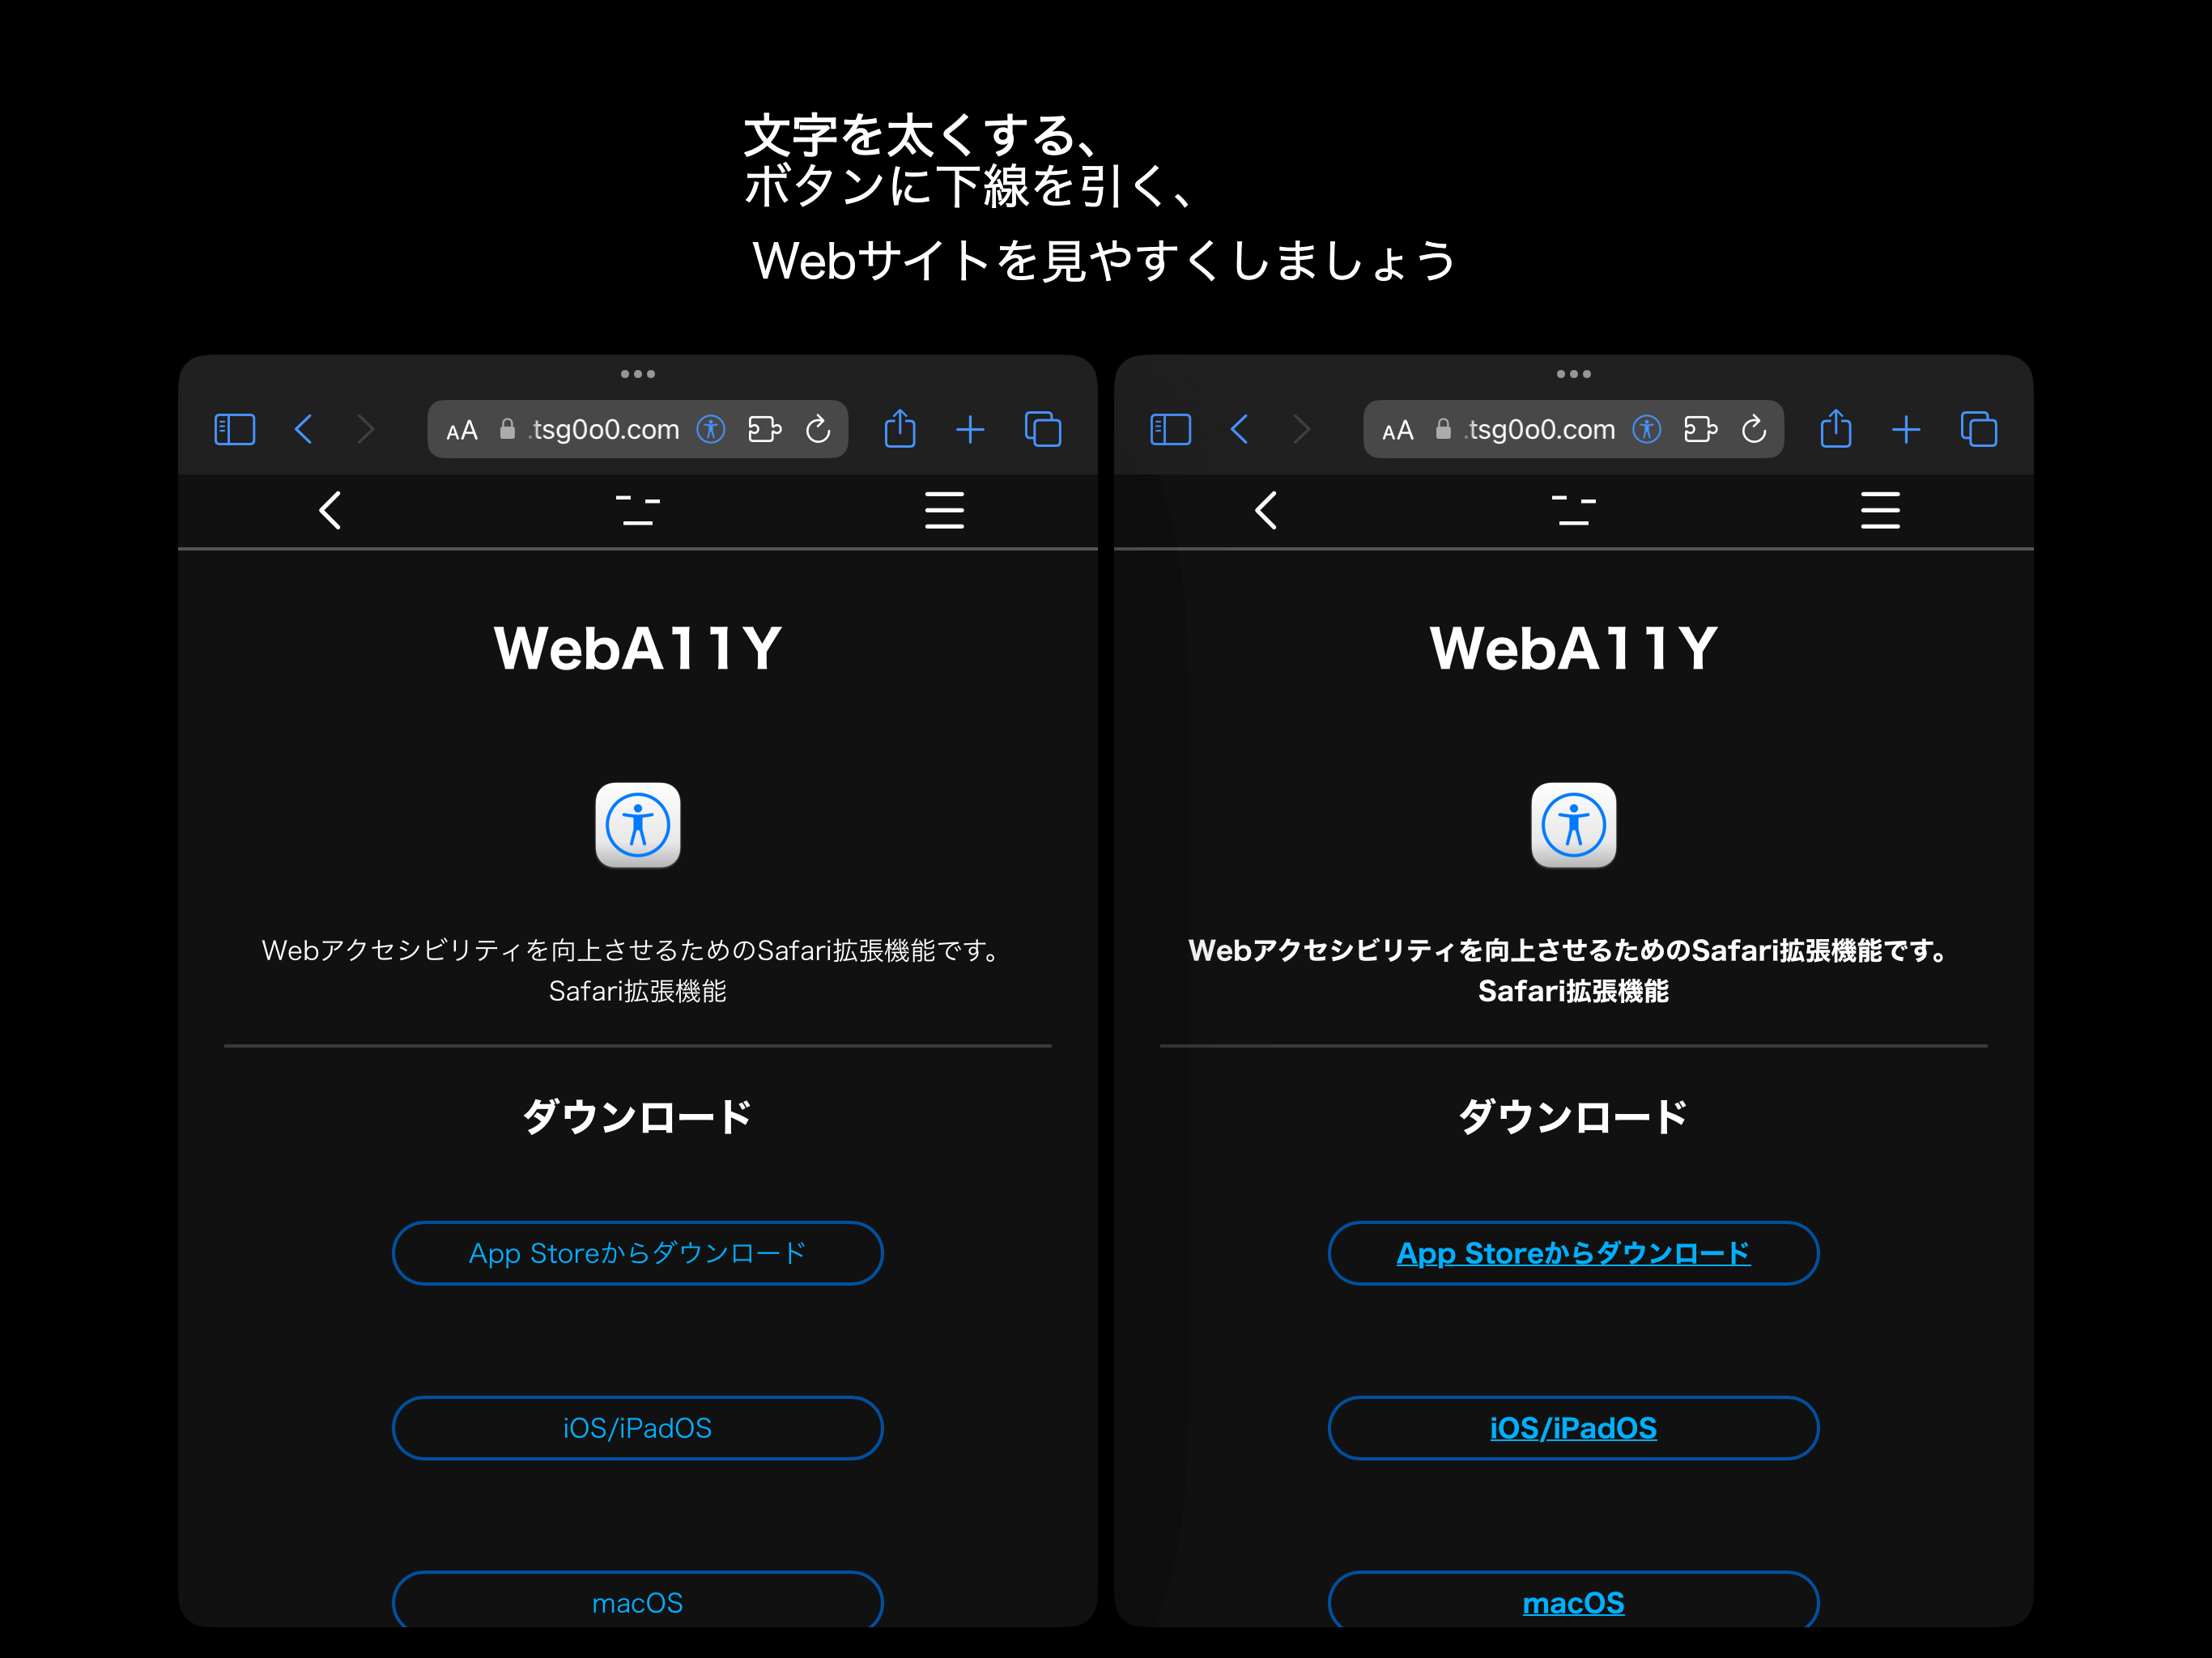 文字を太くする、
ボタンに下線を引く、
Webサイトを見やすくしましょう
AA .tsg0o0.com
WebA11Y
Webアクセシビリティを向上させるためのSafari拡張機能です。
Safari拡張機能
ダウンロード
App Storeからダウンロード
iOS/iPadOS
macOS
AA .tsg0o0.com
WebA11Y
Webアクセシビリティを向上させるためのSafari拡張機能です。
Safari拡張機能
ダウンロード
App Storeからダウンロード
iOS/iPadOS
macOS